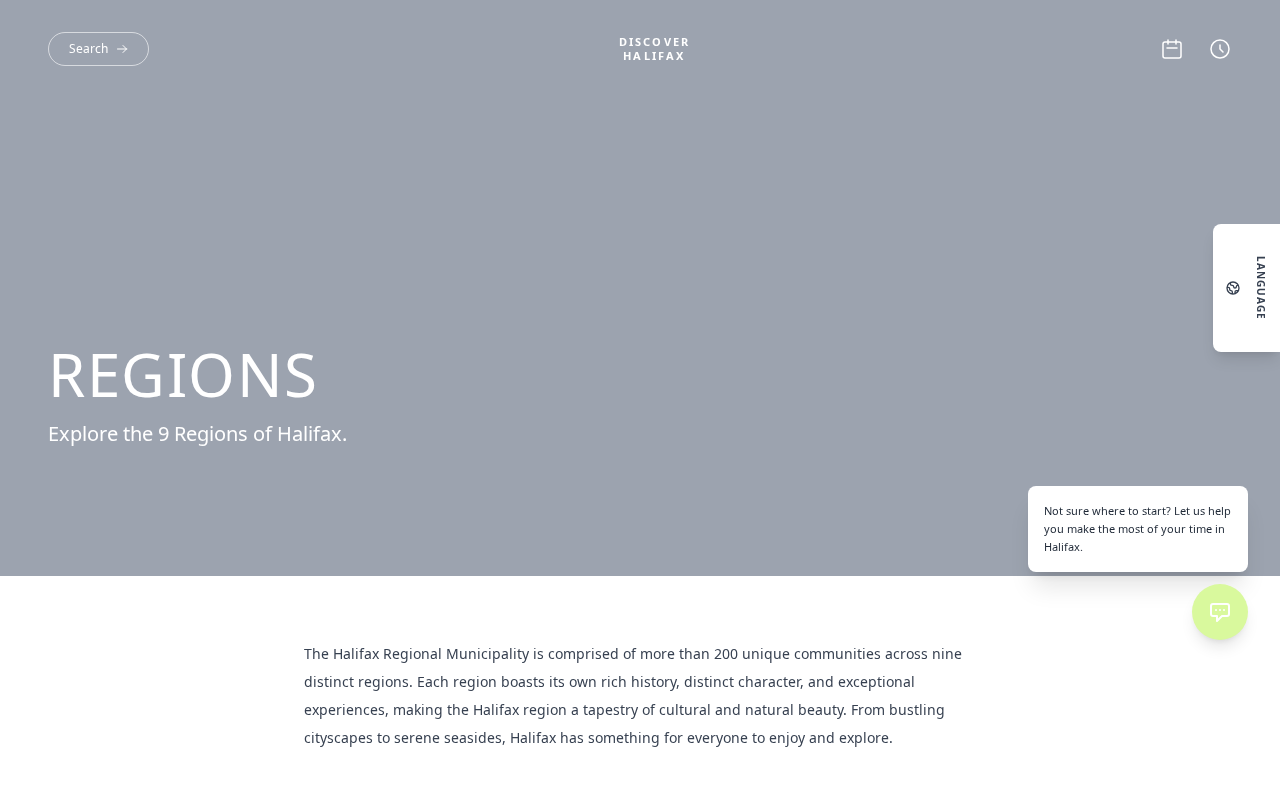 Search
DISCOVER
HALIFAX
LANGUAGE
REGIONS
Explore the 9 Regions of Halifax.
Not sure where to start? Let us help
you make the most of your time in
Halifax.
The Halifax Regional Municipality is comprised of more than 200 unique communities across nine
distinct regions. Each region boasts its own rich history, distinct character, and exceptional
experiences, making the Halifax region a tapestry of cultural and natural beauty. From bustling
cityscapes to serene seasides, Halifax has something for everyone to enjoy and explore.